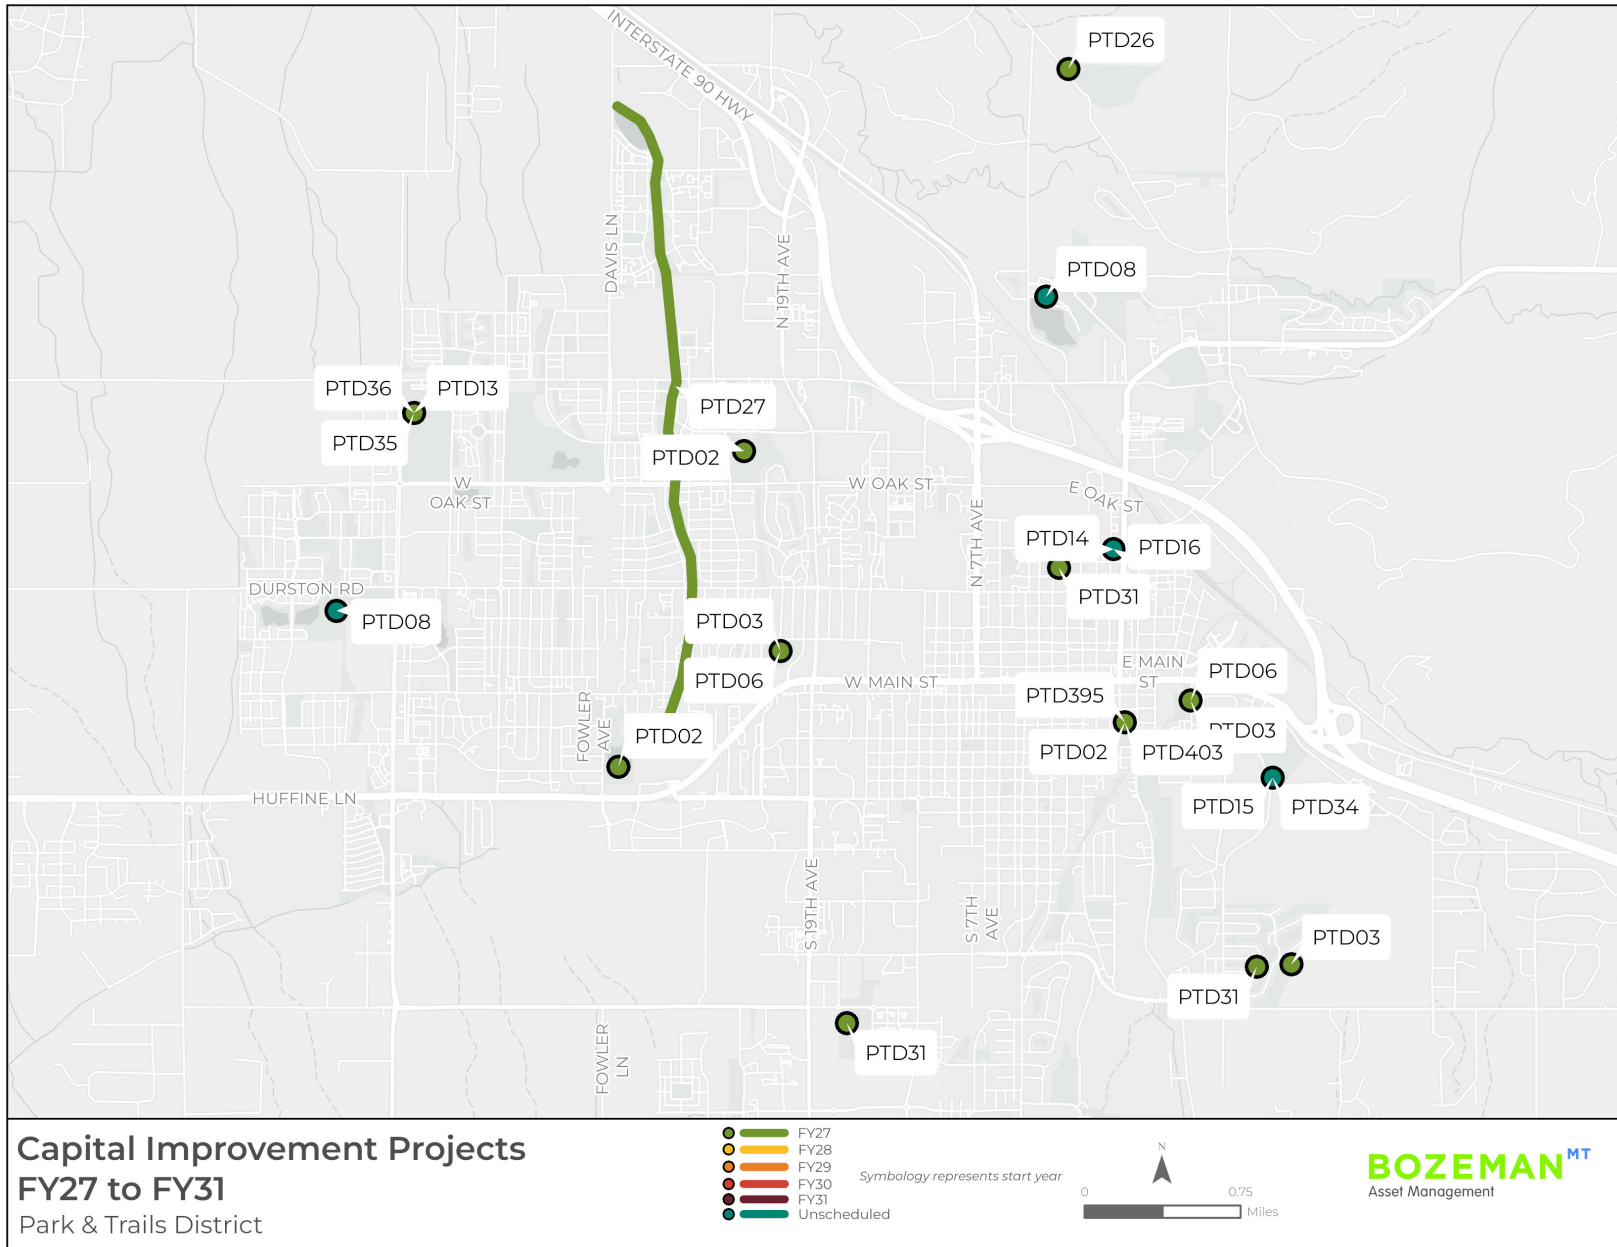 INTERSTATE 90 HWY
PTD26
DAVIS LN
N 19TH AVE
PTD08
PTD36
PTD13
PTD35
PTD27
PTD02
W
OAK ST
W OAK ST
E OAK ST
N 7TH AVE
PTD14
PTD16
PTD31
DURSTON RD
PTD08
PTD03
PTD06
W MAIN ST
E MAIN
ST
PTD06
PTD395
PTD03
FOWLER
AVE
PTD02
PTD02
PTD403
HUFFINE LN
PTD15
PTD34
S 19TH AVE
S 7TH
AVE
PTD03
PTD31
PTD31
FOWLER
LN
Capital Improvement Projects
FY27 to FY31
Park & Trails District
FY27
FY28
FY29
FY30
FY31
Unscheduled
Symbology represents start year
N
0
0.75
Miles
BOZEMAN MT
Asset Management